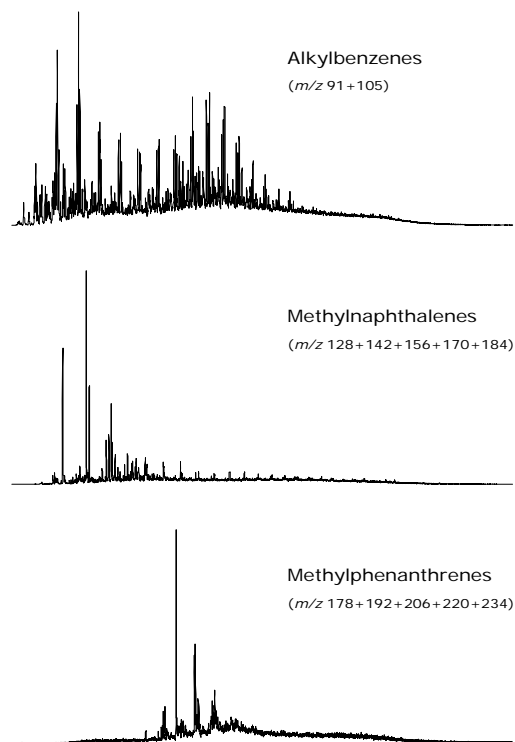 Alkylbenzenes
(m/z 91+105)
Methylnaphthalenes
(m/z 128+142+156+170+184)
Methylphenanthrenes
(m/z 178+192+206+220+234)